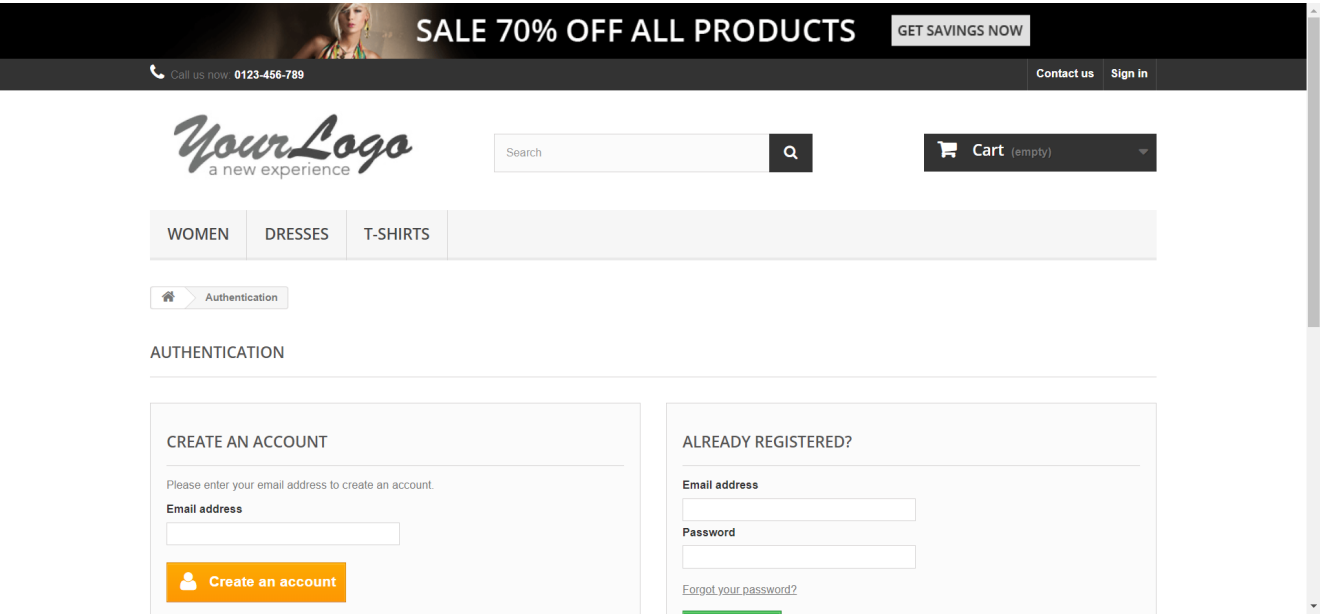 SALE 70% OFF ALL PRODUCTS GET SAVINGS NOW
Call us now: 0123-456-789 Contact us Sign in
Your Logo
a new experience
Search
Cart (empty)
WOMEN DRESSES T-SHIRTS
Authentication
AUTHENTICATION
CREATE AN ACCOUNT
Please enter your email address to create an account.
Email address
Create an account
ALREADY REGISTERED?
Email address
Password
Forgot your password?